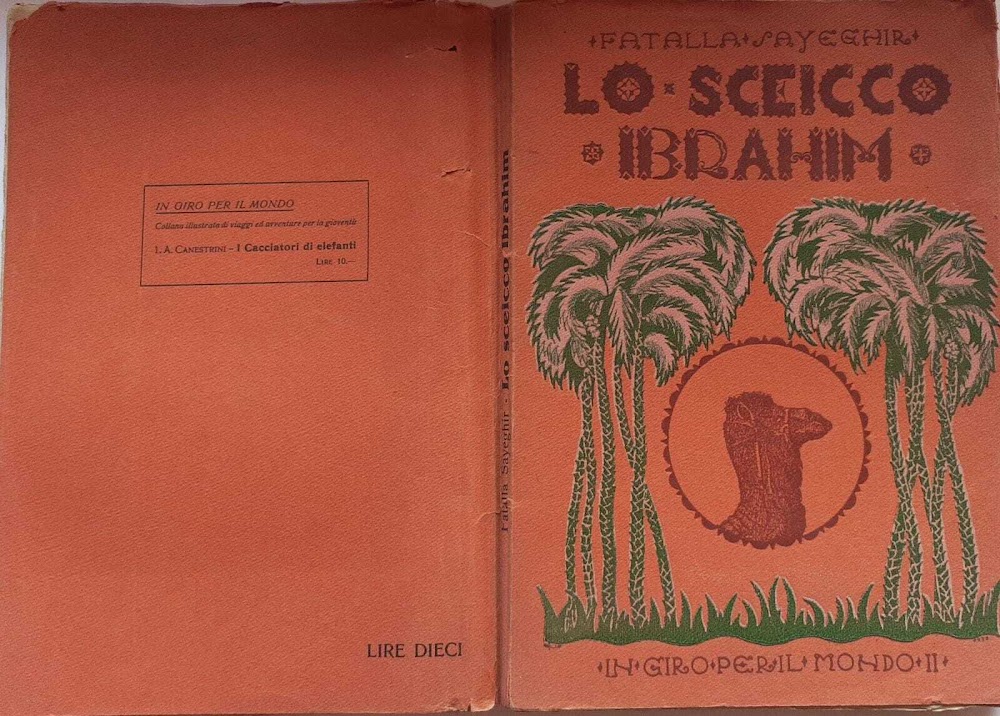 IN GIRO PER IL MONDO
Collana illustrata di viaggi ed avventure per la gioventù
1. A. CANESTRINI – I Cacciatori di elefanti
LIRE 10.—
LIRE DIECI
Fatalla Sayeghir - Lo sceicco Ibrahim
FATALLA SAYEGHIR
LO SCEICCO
IBRAHIM
IN GIRO PER IL MONDO II